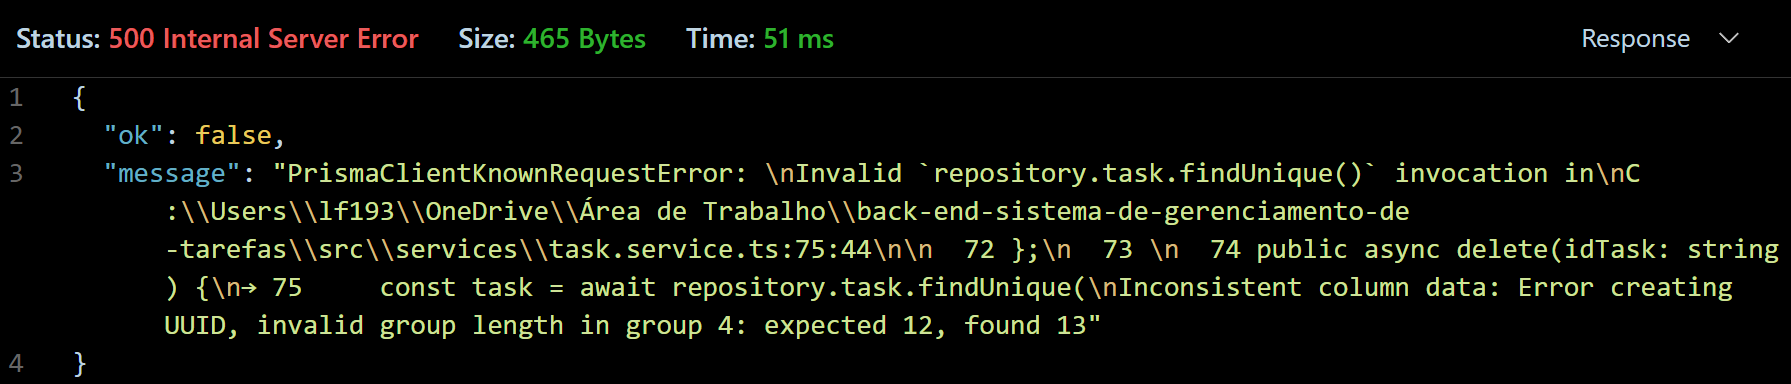 Status: 500 Internal Server Error Size: 465 Bytes Time: 51 ms Response
1 {
2 "ok": false,
3 "message": "PrismaClientKnownRequestError: \nInvalid `repository.task.findUnique()` invocation in\nC
:\\Users\\lf193\\OneDrive\\Área de Trabalho\\back-end-sistema-de-gerenciamento-de
-tarefas\\src\\services\\task.service.ts:75:44\n\n  72 };\n  73 \n  74 public async delete(idTask: string
) {\n→ 75     const task = await repository.task.findUnique(\nInconsistent column data: Error creating
UUID, invalid group length in group 4: expected 12, found 13"
4 }